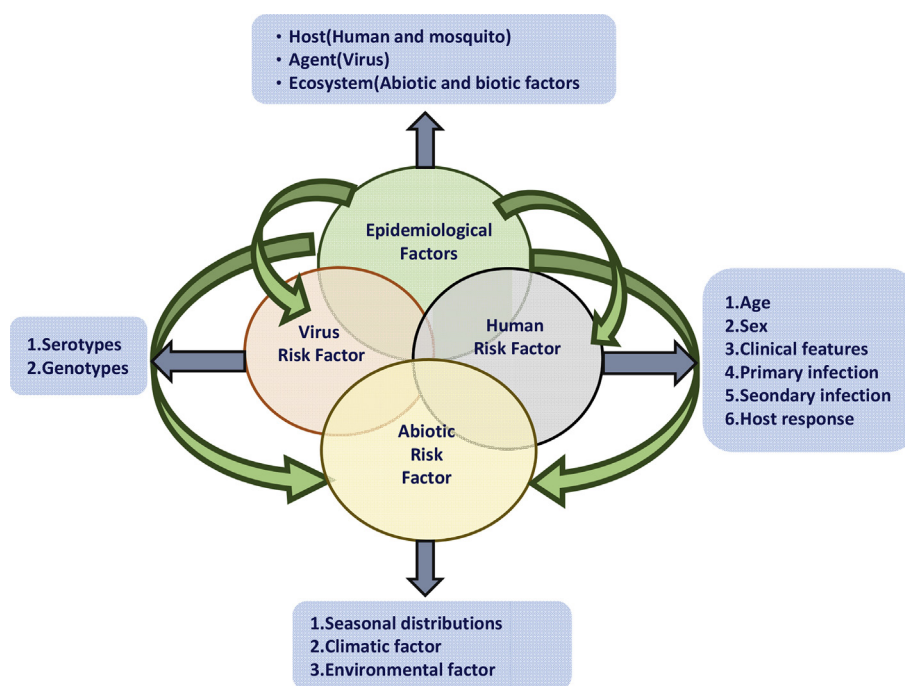 • Host(Human and mosquito)
• Agent(Virus)
• Ecosystem(Abiotic and biotic factors
Epidemiological
Factors
Virus
Risk Factor
Human
Risk Factor
Abiotic
Risk
Factor
1.Serotypes
2.Genotypes
1.Age
2.Sex
3.Clinical features
4.Primary infection
5.Seondary infection
6.Host response
1.Seasonal distributions
2.Climatic factor
3.Environmental factor